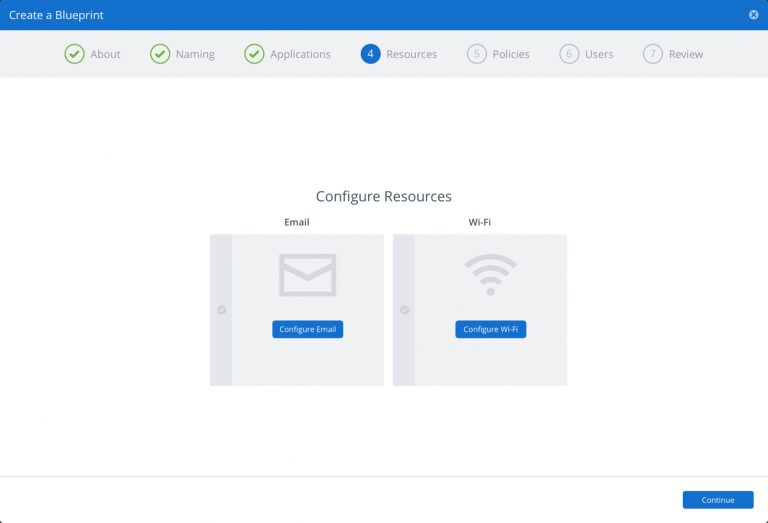 Create a Blueprint
About Naming Applications 4 Resources 5 Policies 6 Users 7 Review
Configure Resources
Email Wi-Fi
Configure Email Configure Wi-Fi
Continue